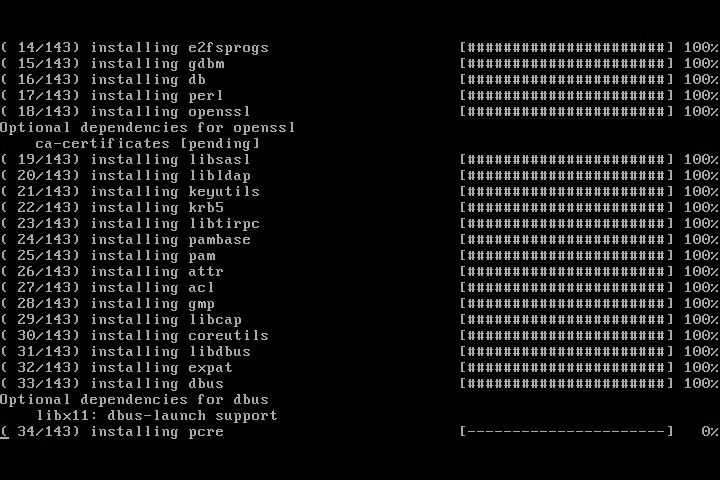 ( 14/143) installing e2fsprogs [######################] 100%
( 15/143) installing gdbm [######################] 100%
( 16/143) installing db [######################] 100%
( 17/143) installing perl [######################] 100%
( 18/143) installing openssl [######################] 100%
Optional dependencies for openssl
ca-certificates [pending]
( 19/143) installing libsasl [######################] 100%
( 20/143) installing libldap [######################] 100%
( 21/143) installing keyutils [######################] 100%
( 22/143) installing krb5 [######################] 100%
( 23/143) installing libtirpc [######################] 100%
( 24/143) installing pambase [######################] 100%
( 25/143) installing pam [######################] 100%
( 26/143) installing attr [######################] 100%
( 27/143) installing acl [######################] 100%
( 28/143) installing gmp [######################] 100%
( 29/143) installing libcap [######################] 100%
( 30/143) installing coreutils [######################] 100%
( 31/143) installing libdbus [######################] 100%
( 32/143) installing expat [######################] 100%
( 33/143) installing dbus [######################] 100%
Optional dependencies for dbus
libx11: dbus-launch support
( 34/143) installing pcre [----------------------] 0%